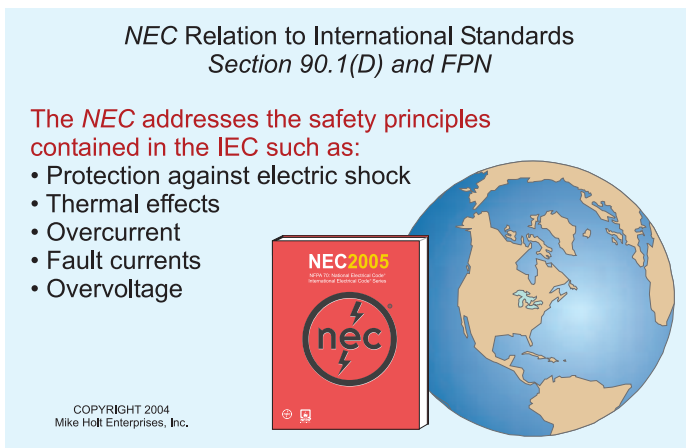 NEC Relation to International Standards
Section 90.1(D) and FPN
The NEC addresses the safety principles
contained in the IEC such as:
• Protection against electric shock
• Thermal effects
• Overcurrent
• Fault currents
• Overvoltage
NEC2005
NFPA 70: National Electrical Code®
International Electrical Code® Series
nec
®
COPYRIGHT 2004
Mike Holt Enterprises, Inc.